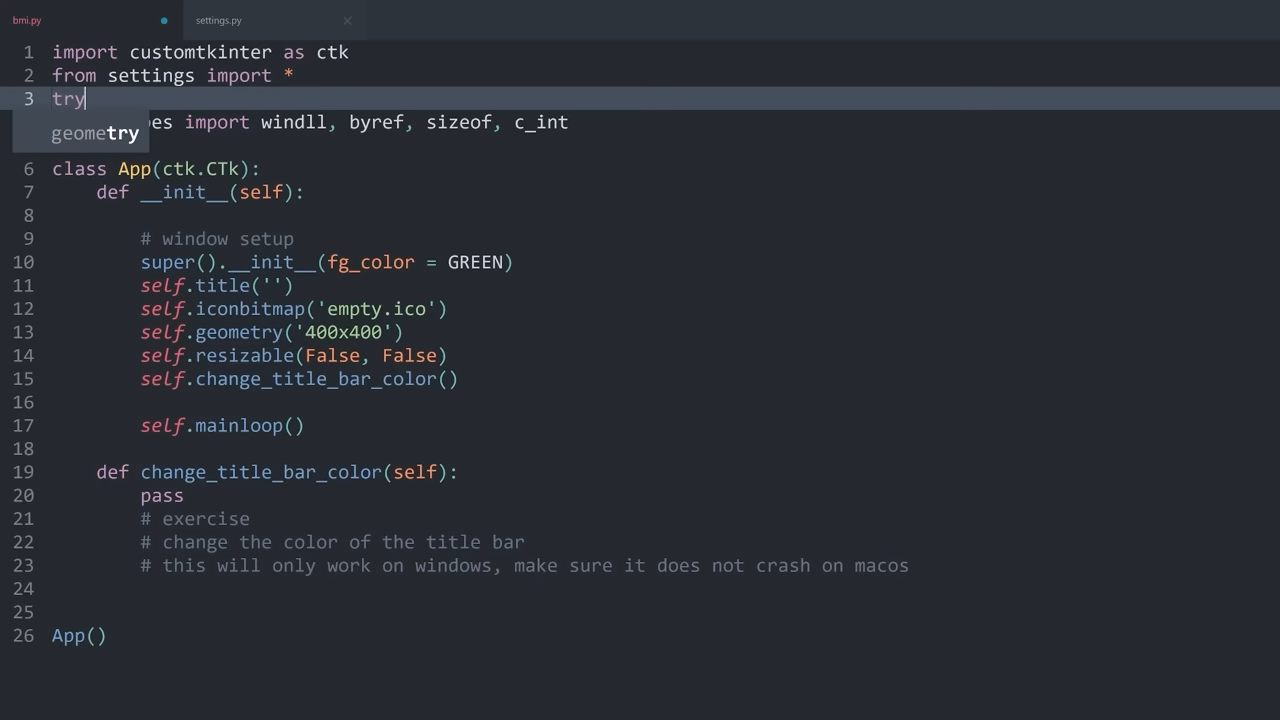 bmi.py
settings.py
1 import customtkinter as ctk
2 from settings import *
3 try
pes import windll, byref, sizeof, c_int
geometry
6 class App(ctk.CTk):
7 def __init__(self):
8
9 # window setup
10 super().__init__(fg_color = GREEN)
11 self.title('')
12 self.iconbitmap('empty.ico')
13 self.geometry('400x400')
14 self.resizable(False, False)
15 self.change_title_bar_color()
16
17 self.mainloop()
18
19 def change_title_bar_color(self):
20 pass
21 # exercise
22 # change the color of the title bar
23 # this will only work on windows, make sure it does not crash on macos
24
25
26 App()